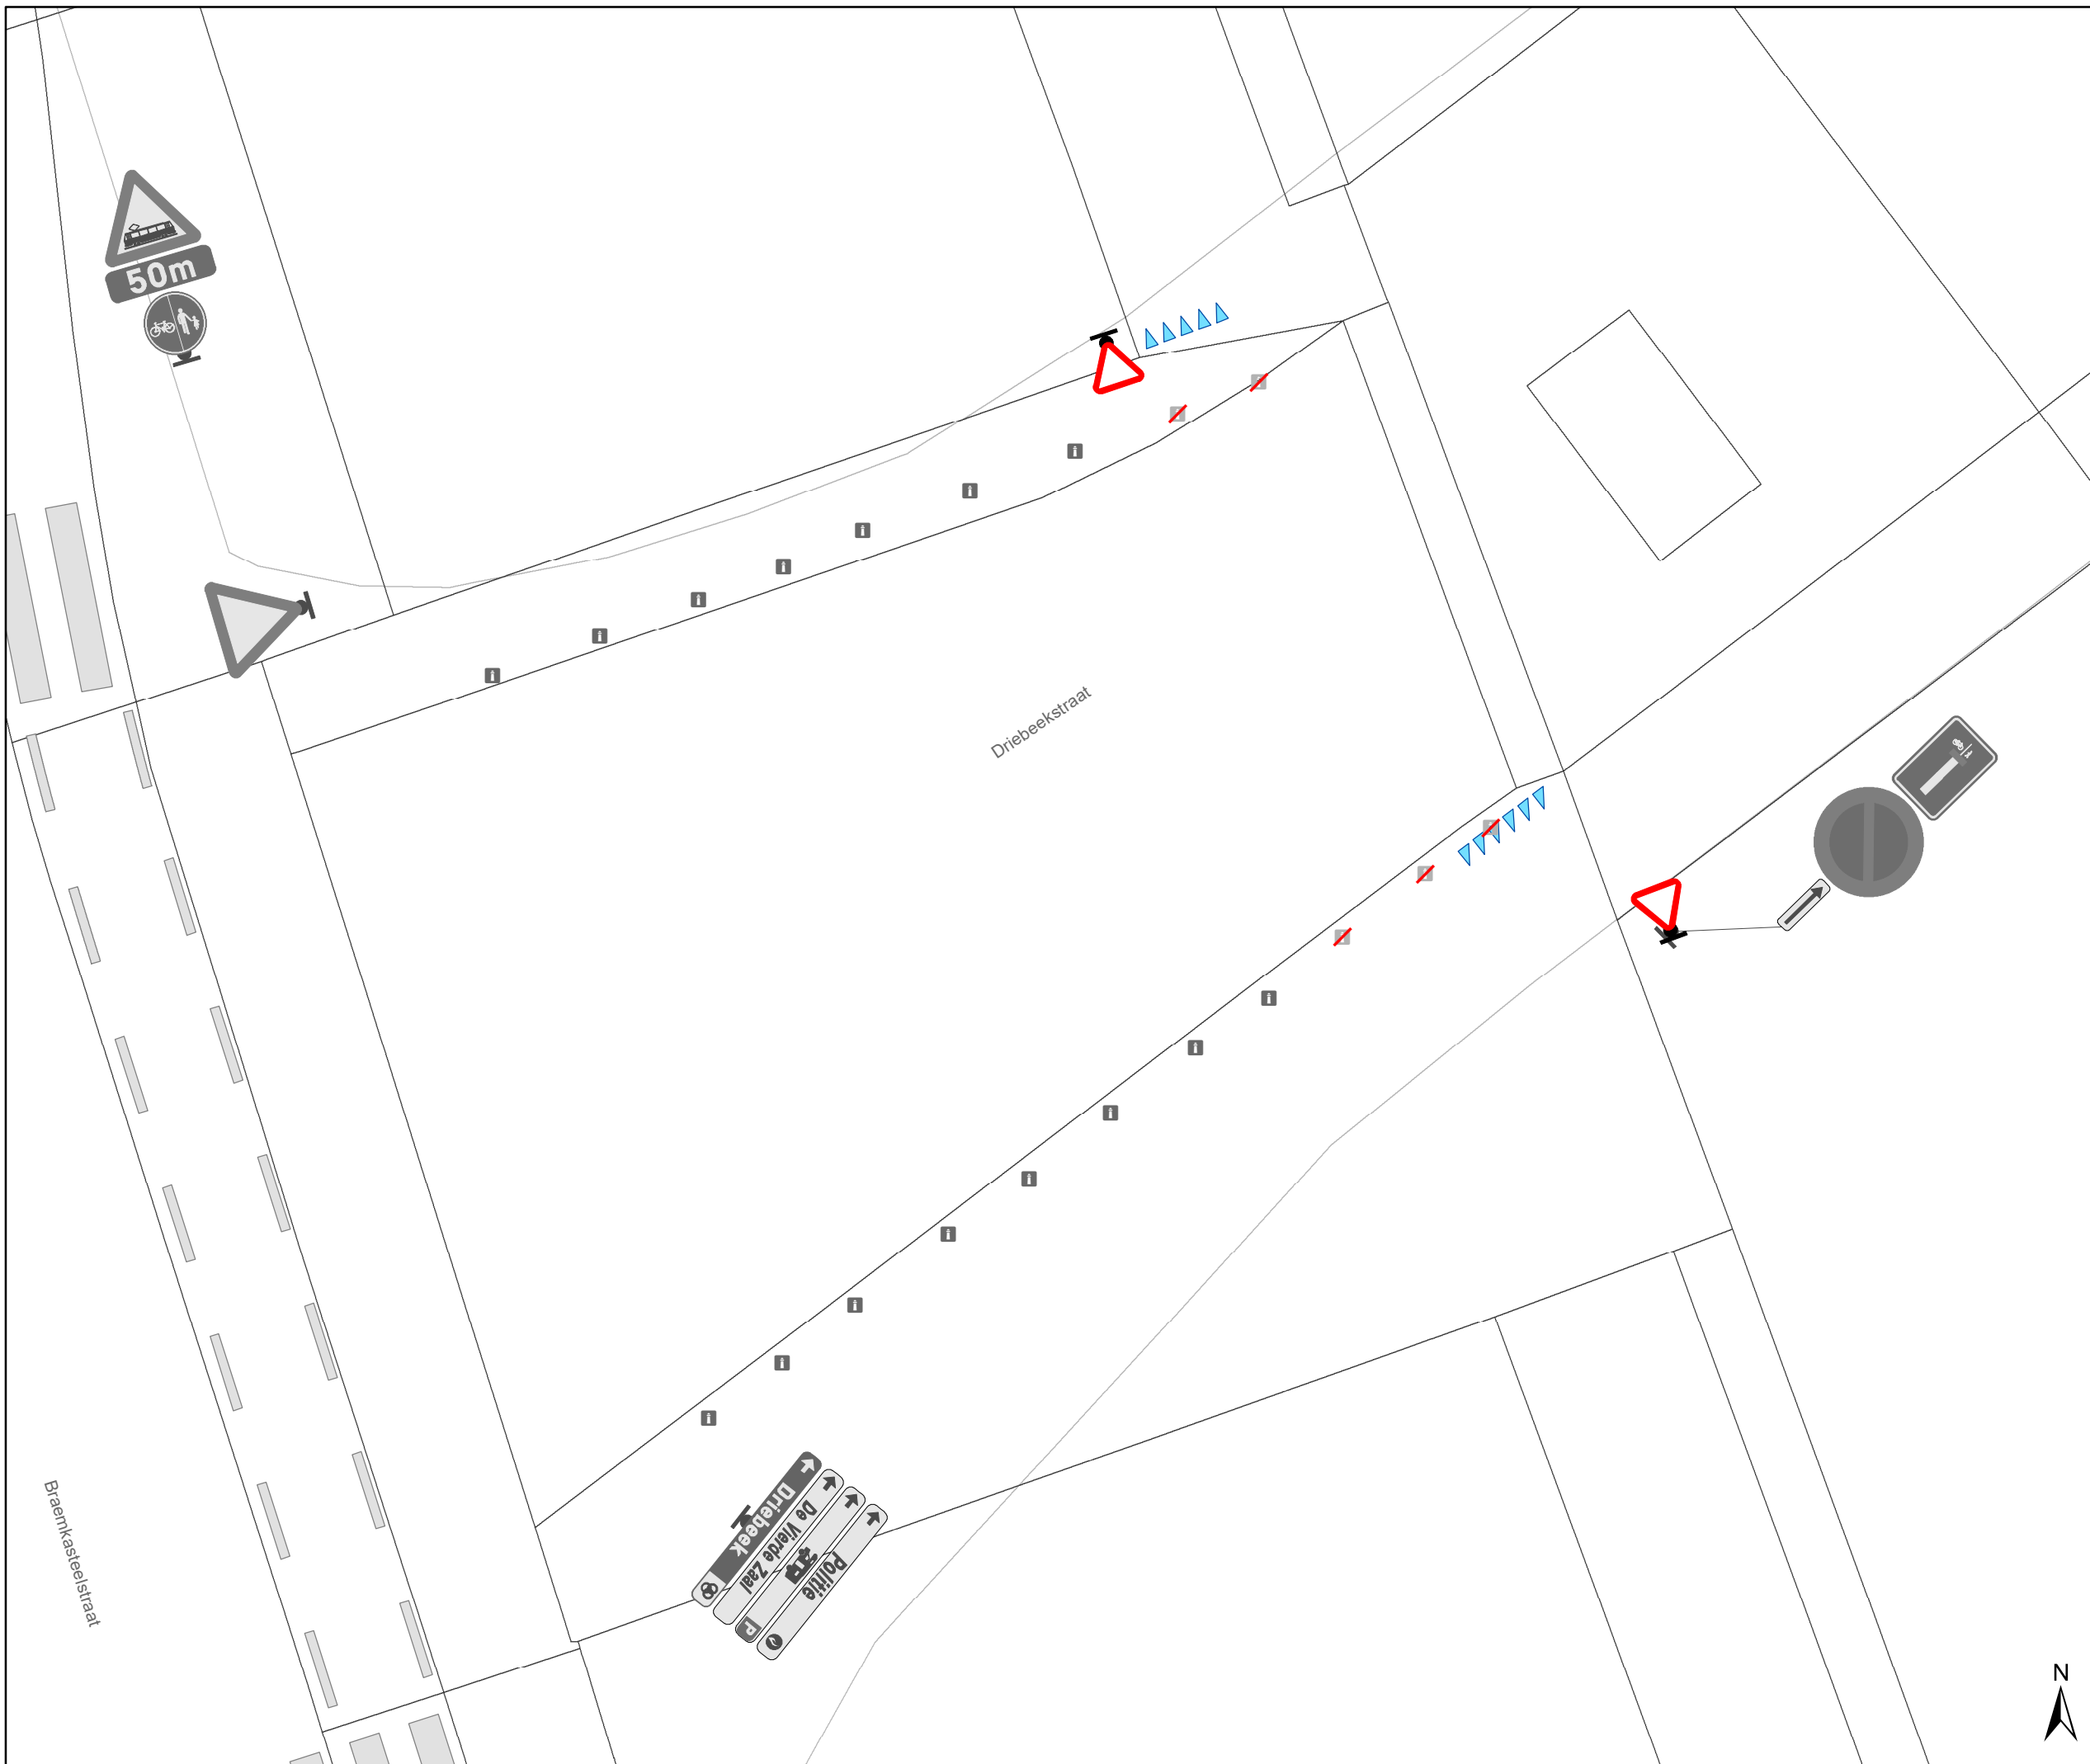 50m
Driebeekstraat
Driebeek
De Vierde Zaal
P
Politie
Braemkasteelstraat
N